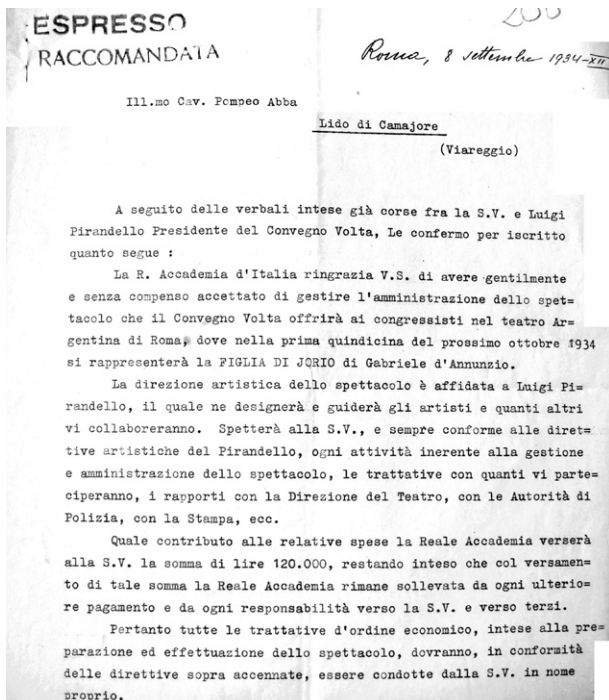 ESPRESSO
RACCOMANDATA
Roma, 8 settembre 1934-XII
Ill.mo Cav. Pompeo Abba
Lido di Camajore
(Viareggio)
A seguito delle verbali intese già corse fra la S.V. e Luigi
Pirandello Presidente del Convegno Volta, Le confermo per iscritto
quanto segue :
La R. Accademia d'Italia ringrazia V.S. di avere gentilmente
e senza compenso accettato di gestire l'amministrazione dello spet=
tacolo che il Convegno Volta offrirà ai congressisti nel teatro Ar=
gentina di Roma, dove nella prima quindicina del prossimo ottobre 1934
si rappresenterà la FIGLIA DI JORIO di Gabriele d'Annunzio.
La direzione artistica dello spettacolo è affidata a Luigi Pi=
randello, il quale ne designerà e guiderà gli artisti e quanti altri
vi collaboreranno. Spetterà alla S.V., e sempre conforme alle diret=
tive artistiche del Pirandello, ogni attività inerente alla gestione
e amministrazione dello spettacolo, le trattative con quanti vi parte=
ciperanno, i rapporti con la Direzione del Teatro, con le Autorità di
Polizia, con la Stampa, ecc.
Quale contributo alle relative spese la Reale Accademia verserà
alla S.V. la somma di lire 120.000, restando inteso che col versamen=
to di tale somma la Reale Accademia rimane sollevata da ogni ulterio=
re pagamento e da ogni responsabilità verso la S.V. e verso terzi.
Pertanto tutte le trattative d'ordine economico, intese alla pre=
parazione ed effettuazione dello spettacolo, dovranno, in conformità
delle direttive sopra accennate, essere condotte dalla S.V. in nome
proprio.